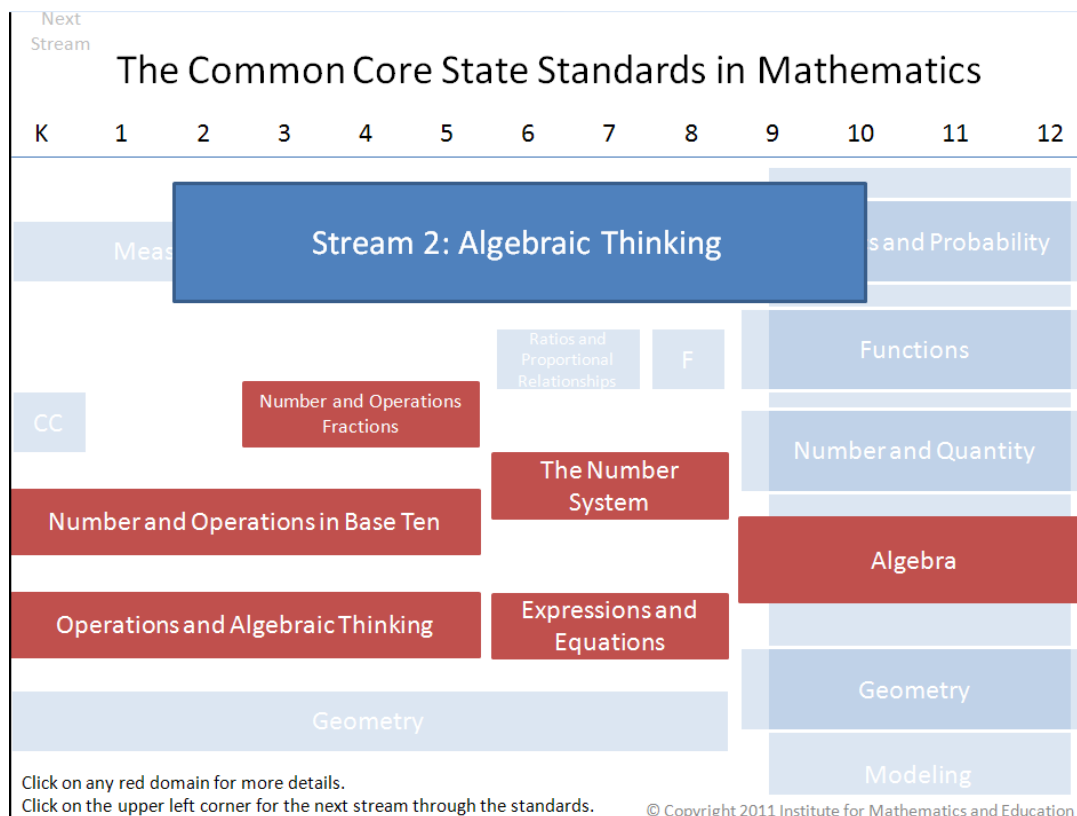 Next
Stream
The Common Core State Standards in Mathematics
K 1 2 3 4 5 6 7 8 9 10 11 12
Stream 2: Algebraic Thinking
and Probability
Functions
Ratios and
Proportional
Relationships
F
Number and Operations
Fractions
CC
Number and Quantity
The Number
System
Number and Operations in Base Ten
Algebra
Operations and Algebraic Thinking
Expressions and
Equations
Geometry
Geometry
Modeling
Click on any red domain for more details.
Click on the upper left corner for the next stream through the standards.
© Copyright 2011 Institute for Mathematics and Education